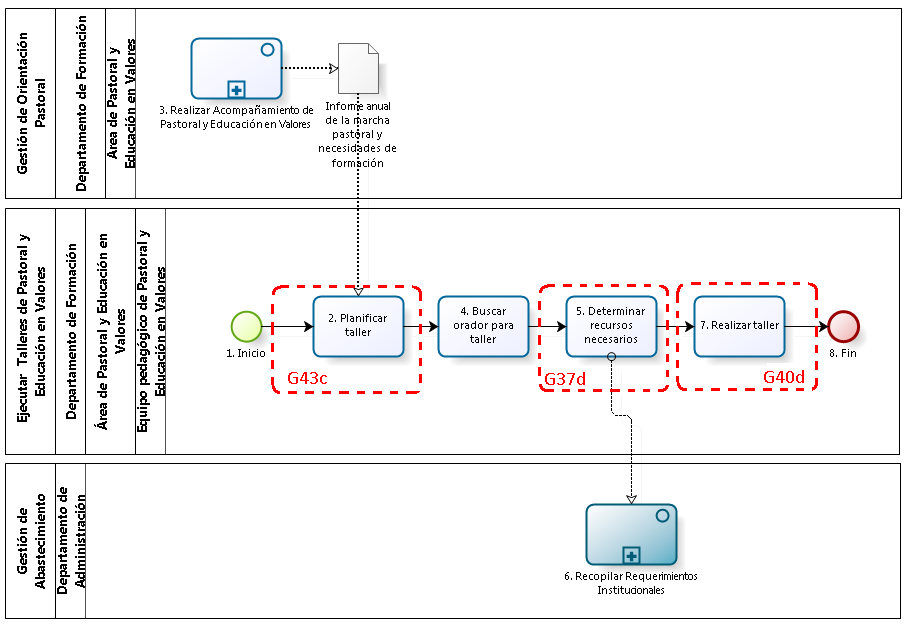 Gestión de Orientación
Pastoral
Departamento de Formación
Área de Pastoral y
Educación en Valores
3. Realizar Acompañamiento de
Pastoral y Educación en Valores
Informe anual
de la marcha
pastoral y
necesidades de
formación
Ejecutar Talleres de Pastoral y
Educación en Valores
Departamento de Formación
Área de Pastoral y Educación en
Valores
Equipo pedagógico de Pastoral y
Educación en Valores
1. Inicio
2. Planificar
taller
G43c
4. Buscar
orador para
taller
5. Determinar
recursos
necesarios
G37d
7. Realizar taller
G40d
8. Fin
Gestión de
Abastecimiento
Departamento de
Administración
6. Recopilar Requerimientos
Institucionales